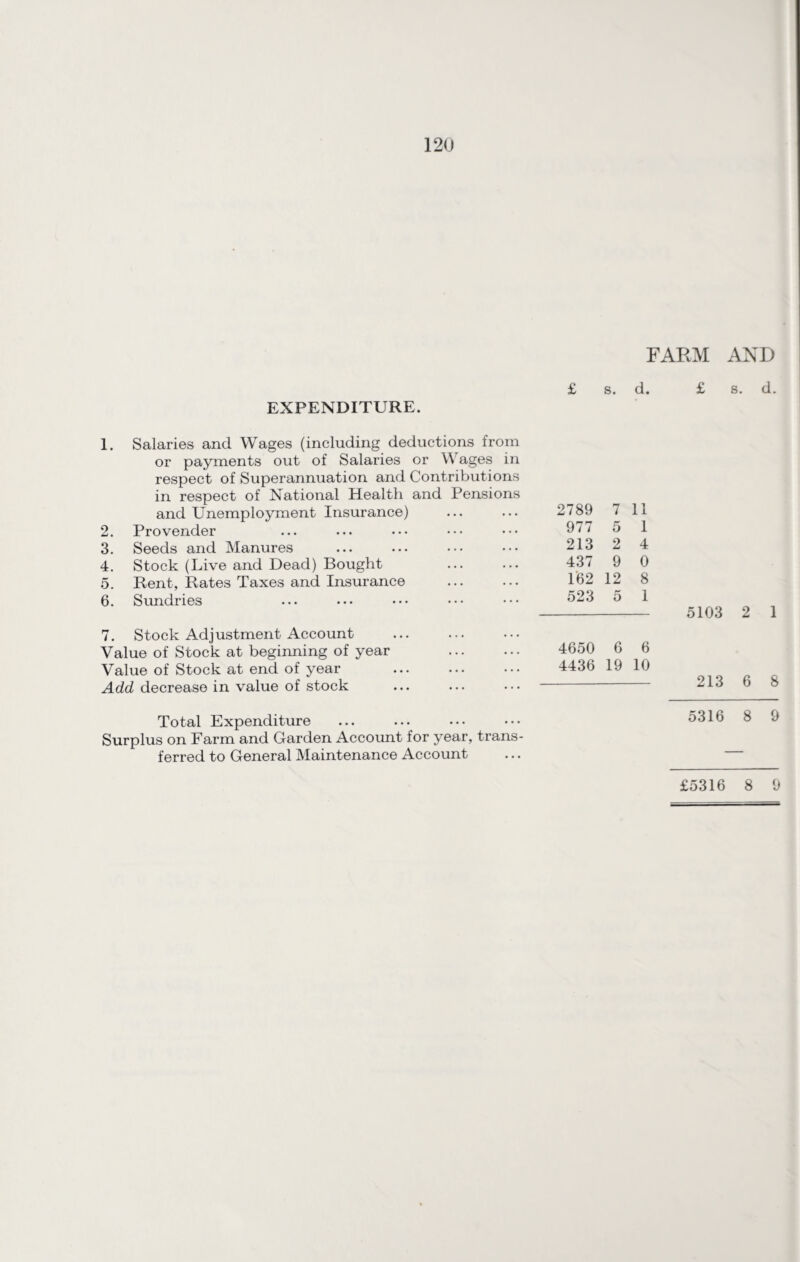 120
FARM AND
£ s. d. £ s. d.
EXPENDITURE.
1. Salaries and Wages (including deductions from
or payments out of Salaries or Wages in
respect of Superannuation and Contributions
in respect of National Health and Pensions
and Unemployment Insurance) ... ... 2789 7 11
2. Provender ... ... ... ... ... 977 5 1
3. Seeds and Manures ... ... ... ... 213 2 4
4. Stock (Live and Dead) Bought ... ... 437 9 0
5. Rent, Rates Taxes and Insurance ... ... 162 12 8
6. Sundries ... ... ... ... ... 523 5 1
5103 2 1
7. Stock Adjustment Account ... ... ...
Value of Stock at beginning of year ... ... 4650 6 6
Value of Stock at end of year ... ... ... 4436 19 10
Add decrease in value of stock ... ... ... 213 6 8
Total Expenditure ... ... ... ... 5316 8 9
Surplus on Farm and Garden Account for year, trans-
ferred to General Maintenance Account ... —
£5316 8 9